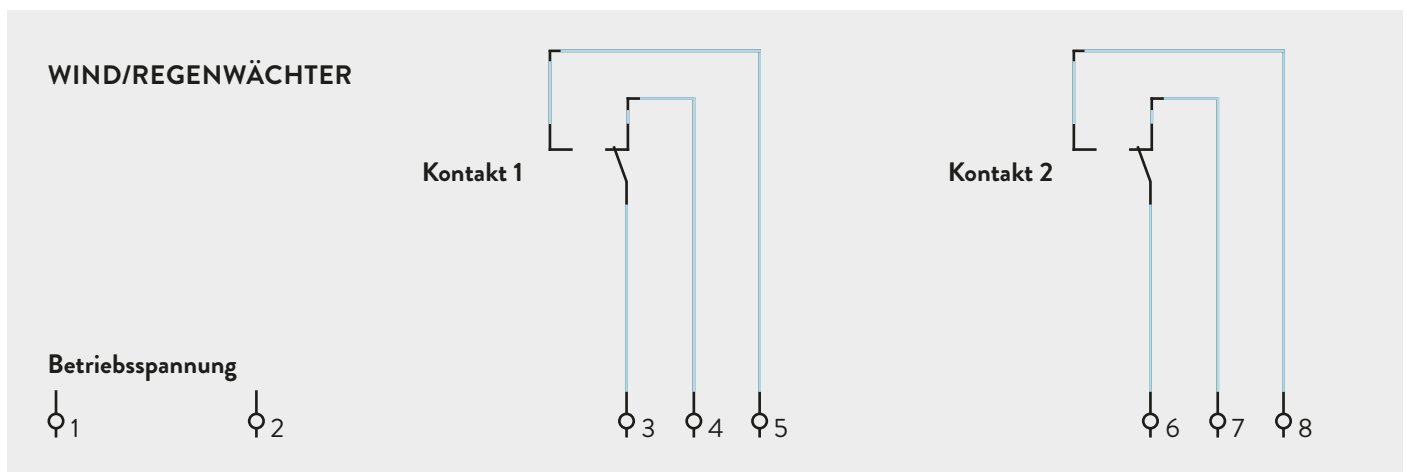 WIND/REGENWÄCHTER
Kontakt 1
Kontakt 2
Betriebsspannung
1 2 3 4 5 6 7 8